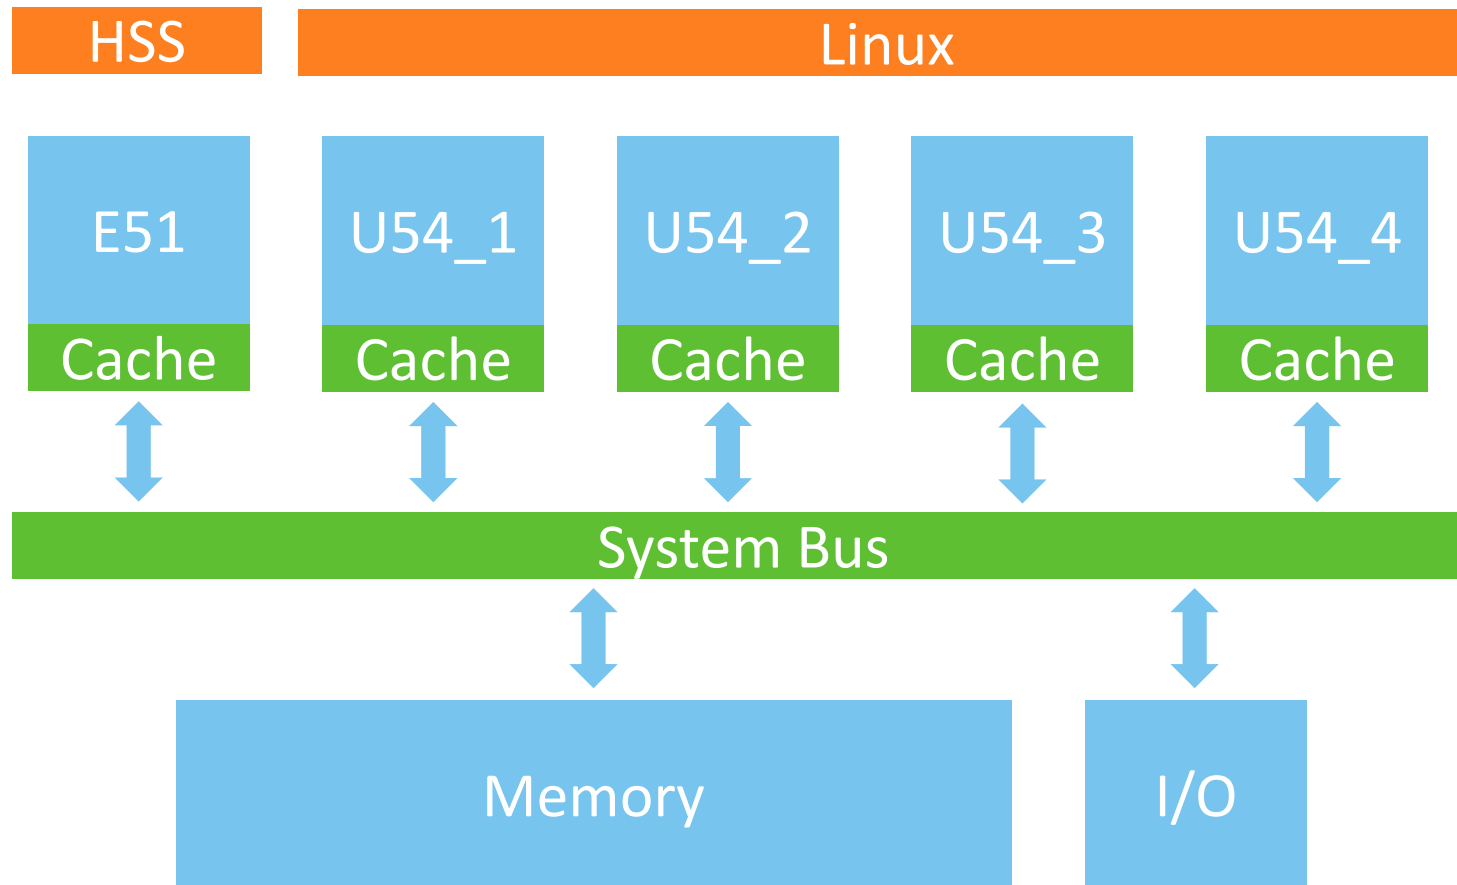 HSS
Linux
E51
U54_1
U54_2
U54_3
U54_4
Cache
Cache
Cache
Cache
Cache
System Bus
Memory
I/O